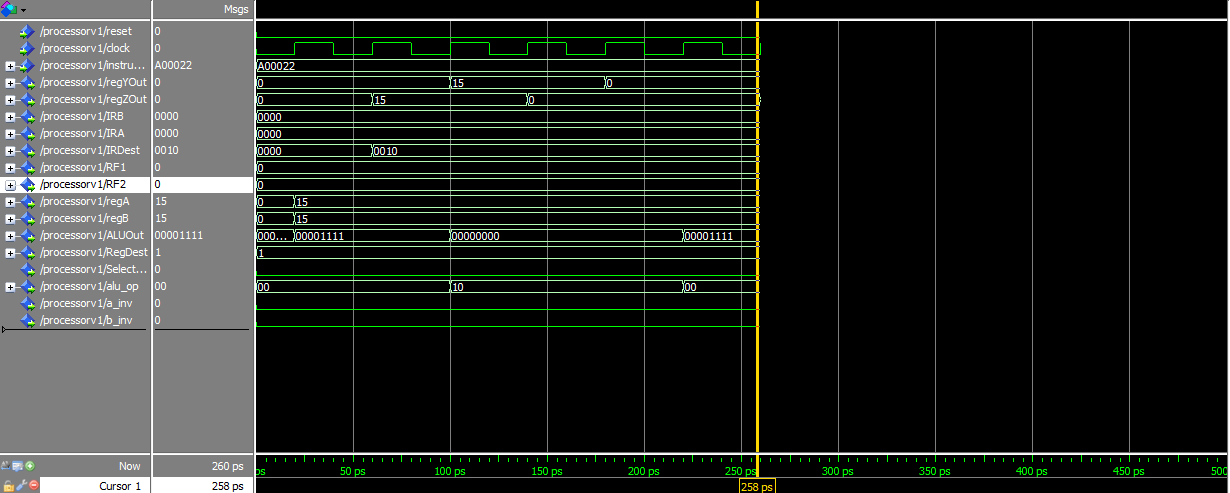 Msgs
/processorv1/reset 0
/processorv1/clock 0
/processorv1/instru... A00022 A00022
/processorv1/regYOut 0 0 15 0
/processorv1/regZOut 0 0 15 0
/processorv1/IRB 0000 0000
/processorv1/IRA 0000 0000
/processorv1/IRDest 0010 0000 0010
/processorv1/RF1 0 0
/processorv1/RF2 0 0
/processorv1/regA 15 0 15
/processorv1/regB 15 0 15
/processorv1/ALUOut 00001111 000... 00001111 00000000 00001111
/processorv1/RegDest 1 1
/processorv1/Select... 0
/processorv1/alu_op 00 00 10 00
/processorv1/a_inv 0
/processorv1/b_inv 0
Now 260 ps ps 50 ps 100 ps 150 ps 200 ps 250 ps 300 ps 350 ps 400 ps 450 ps 500
Cursor 1 258 ps 258 ps